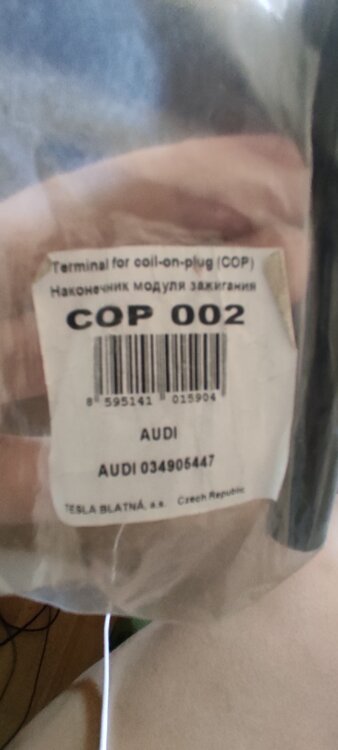 Terminal for coil-on-plug (COP)
Наконечник модуля зажигания
COP 002
8 595141 015904
AUDI
AUDI 034905447
TESLA BLATNÁ, a.s. Czech Republic